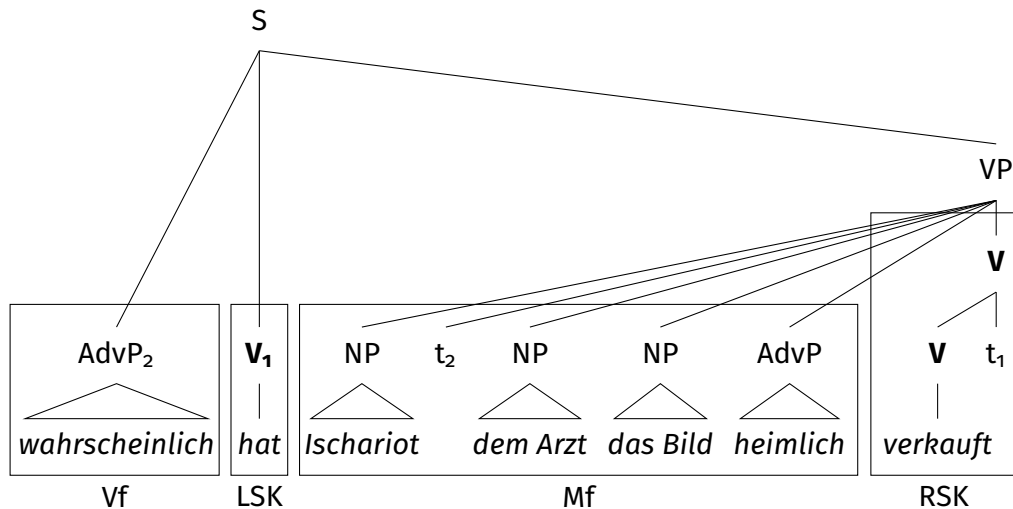 S
VP
V
AdvP₂ V₁ NP t₂ NP NP AdvP V t₁
wahrscheinlich hat Ischariot dem Arzt das Bild heimlich verkauft
Vf LSK Mf RSK